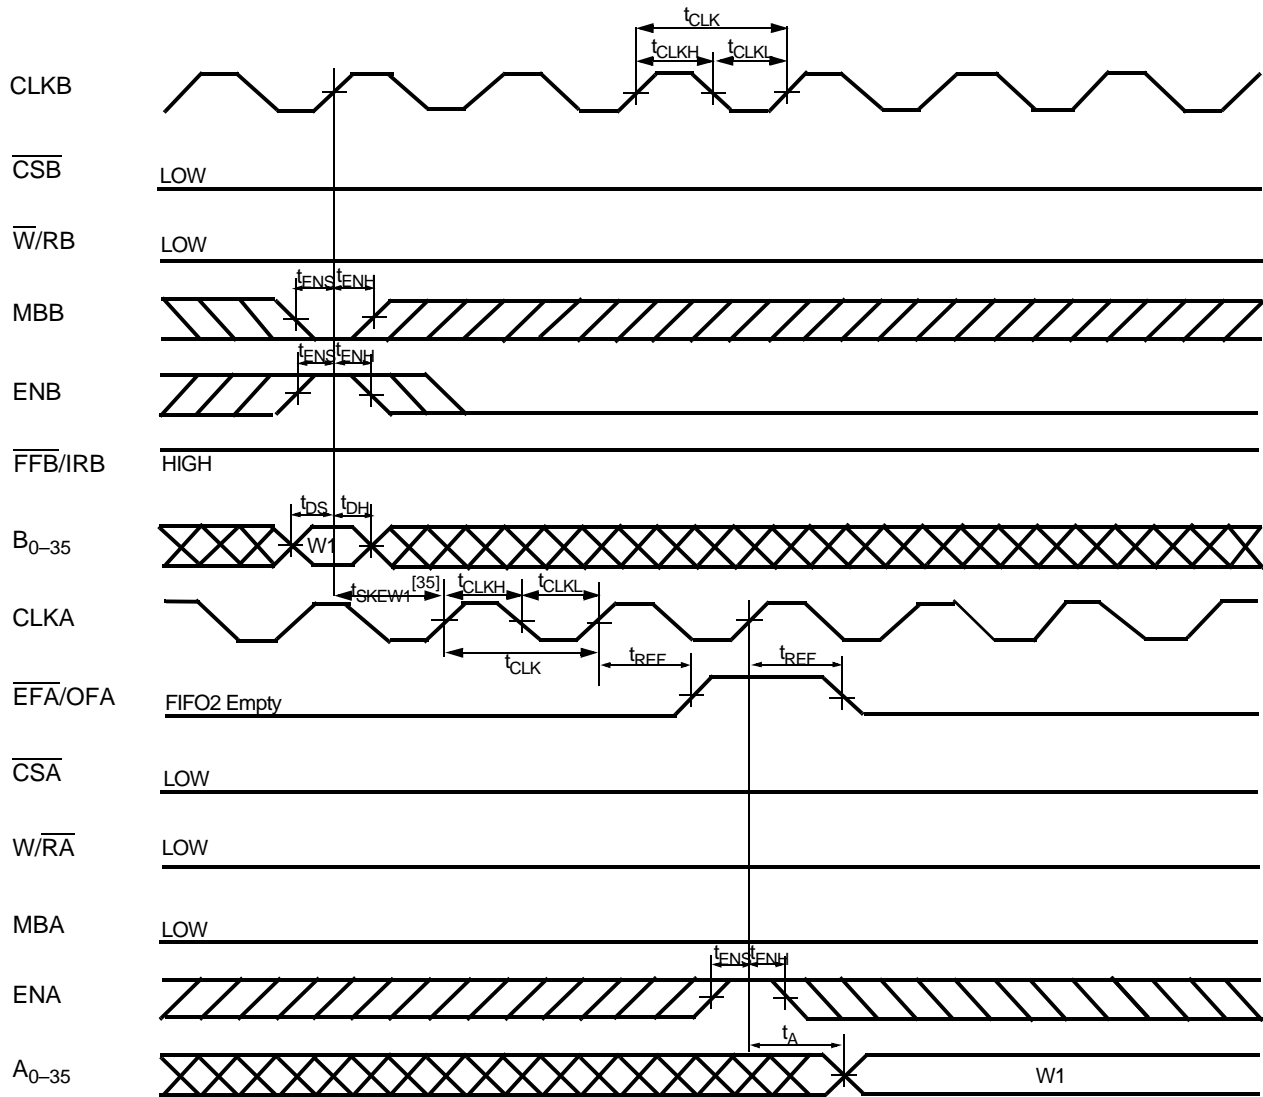 tCLK
tCLKH tCLKL
CLKB
CSB LOW
W/RB LOW
tENS tENH
MBB
tENS tENH
ENB
FFB/IRB HIGH
tDS tDH
B0–35 W1
tSKEW1[35] tCLKH tCLKL
CLKA
tCLK tREF tREF
EFA/OFA FIFO2 Empty
CSA LOW
W/RA LOW
MBA LOW
tENS tENH
ENA
tA
A0–35 W1